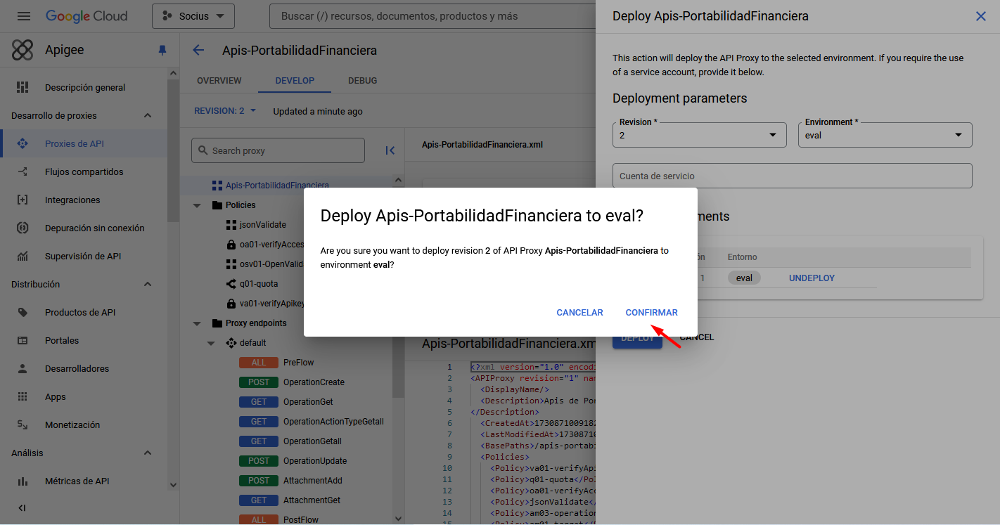 Google Cloud
Socius
Buscar (/) recursos, documentos, productos y más
Apigee
Descripción general
Desarrollo de proxies
Proxies de API
Flujos compartidos
Integraciones
Depuración sin conexión
Supervisión de API
Distribución
Productos de API
Portales
Desarrolladores
Apps
Monetización
Análisis
Métricas de API
Apis-PortabilidadFinanciera
OVERVIEW
DEVELOP
DEBUG
REVISION: 2
Updated a minute ago
Search proxy
Apis-PortabilidadFinanciera
Policies
jsonValidate
oa01-verifyAcces
osv01-OpenValid
q01-quota
va01-verifyApikey
Proxy endpoints
default
ALL PreFlow
POST OperationCreate
GET OperationGet
GET OperationActionTypeGetall
GET OperationGetall
POST OperationUpdate
POST AttachmentAdd
GET AttachmentGet
ALL PostFlow
Apis-PortabilidadFinanciera.xml
Apis-PortabilidadFinanciera.xm
1 <?xml version="1.0" encodi
2 <APIProxy revision="1" nam
3 <DisplayName/>
4 <Description>Apis de Por
5 </Description>
6 <CreatedAt>1730871009182
7 <LastModifiedAt>17308710
8 <BasePaths>/apis-portabi
9 <Policies>
10 <Policy>va01-verifyApi
11 <Policy>q01-quota</Pol
12 <Policy>oa01-verifyAcc
13 <Policy>jsonValidate</
14 <Policy>am03-operation
15 <Policy>am01-target</P
Deploy Apis-PortabilidadFinanciera
This action will deploy the API Proxy to the selected environment. If you require the use
of a service account, provide it below.
Deployment parameters
Revision *
2
Environment *
eval
Cuenta de servicio
ments
ón
Entorno
1
eval
UNDEPLOY
DEPLOY
CANCEL
Deploy Apis-PortabilidadFinanciera to eval?
Are you sure you want to deploy revision 2 of API Proxy Apis-PortabilidadFinanciera to
environment eval?
CANCELAR
CONFIRMAR